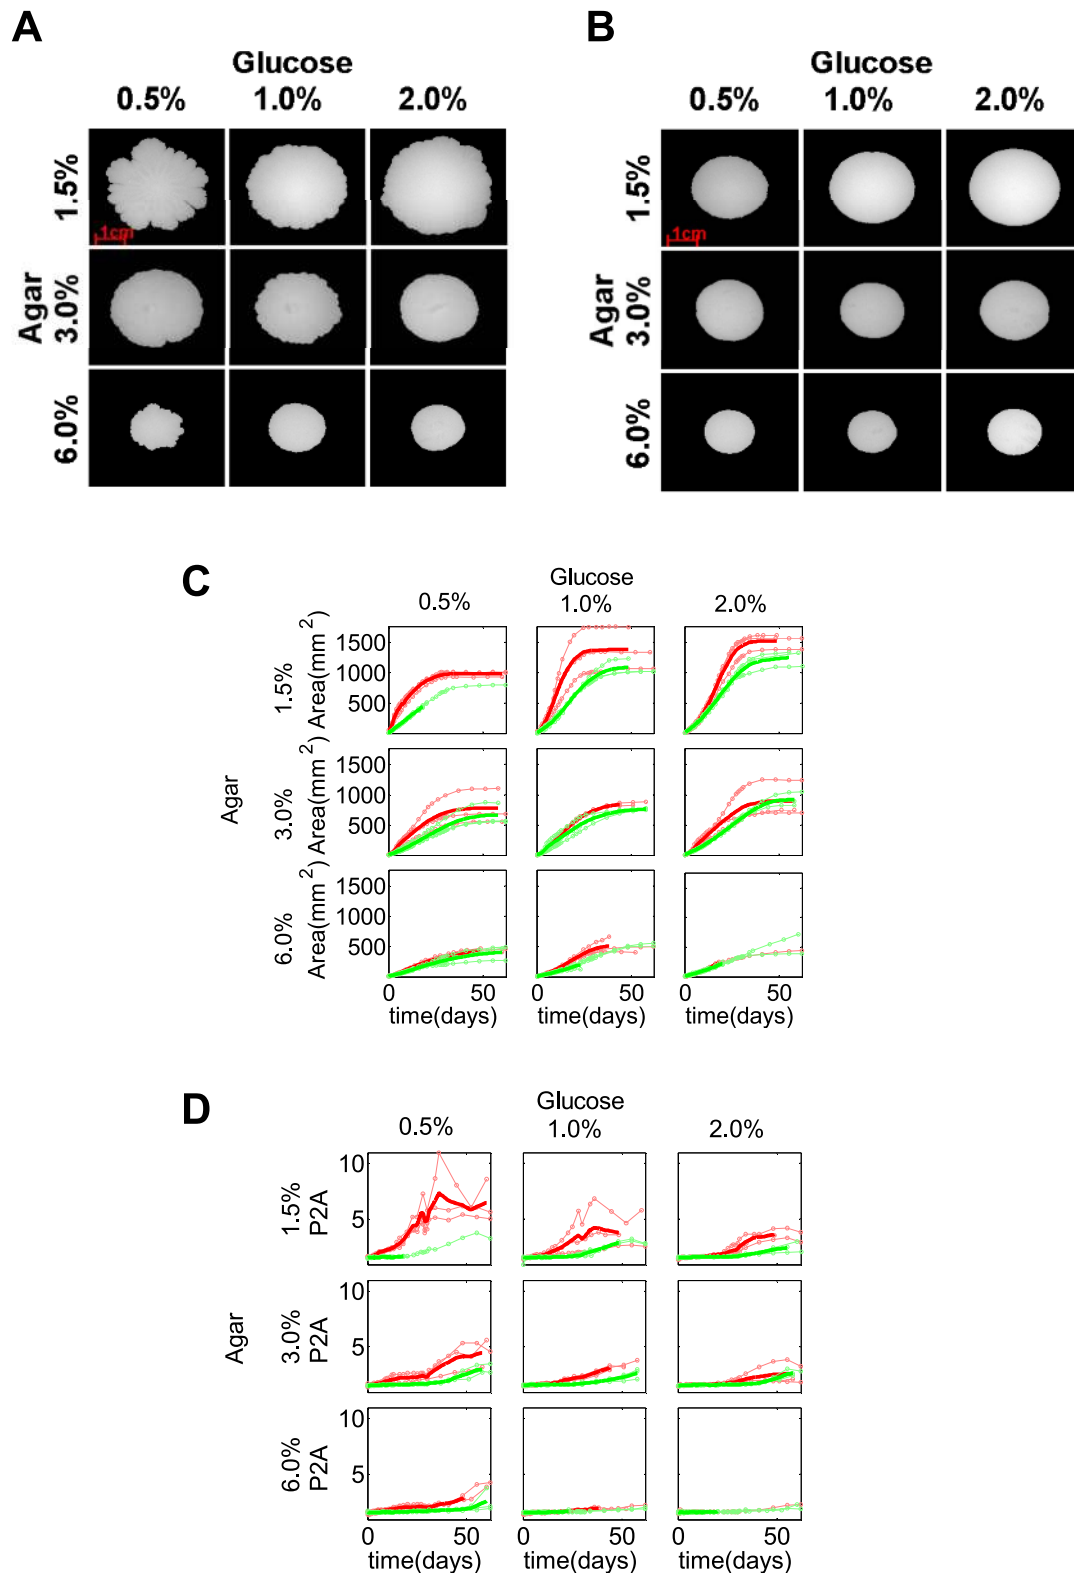 A
Glucose
0.5% 1.0% 2.0%
Agar
1.5%
3.0%
6.0%
1cm
B
Glucose
0.5% 1.0% 2.0%
Agar
1.5%
3.0%
6.0%
1cm
C
Glucose
0.5% 1.0% 2.0%
Agar
1.5%
Area(mm²)
1500
1000
500
3.0%
Area(mm²)
1500
1000
500
6.0%
Area(mm²)
1500
1000
500
0 50 0 50 0 50
time(days) time(days) time(days)
D
Glucose
0.5% 1.0% 2.0%
Agar
1.5%
P2A
10
5
3.0%
P2A
10
5
6.0%
P2A
10
5
0 50 0 50 0 50
time(days) time(days) time(days)